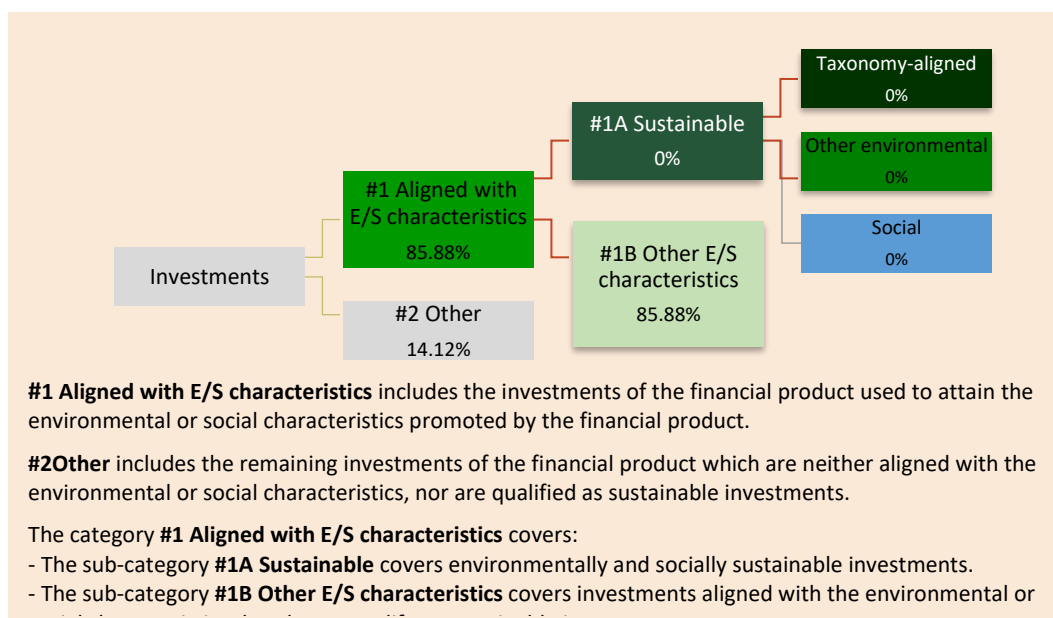 Taxonomy-aligned
0%
#1A Sustainable
0%
Other environmental
0%
#1 Aligned with
E/S characteristics
85.88%
Social
0%
#1B Other E/S
characteristics
85.88%
Investments
#2 Other
14.12%
#1 Aligned with E/S characteristics includes the investments of the financial product used to attain the
environmental or social characteristics promoted by the financial product.
#2Other includes the remaining investments of the financial product which are neither aligned with the
environmental or social characteristics, nor are qualified as sustainable investments.
The category #1 Aligned with E/S characteristics covers:
- The sub-category #1A Sustainable covers environmentally and socially sustainable investments.
- The sub-category #1B Other E/S characteristics covers investments aligned with the environmental or